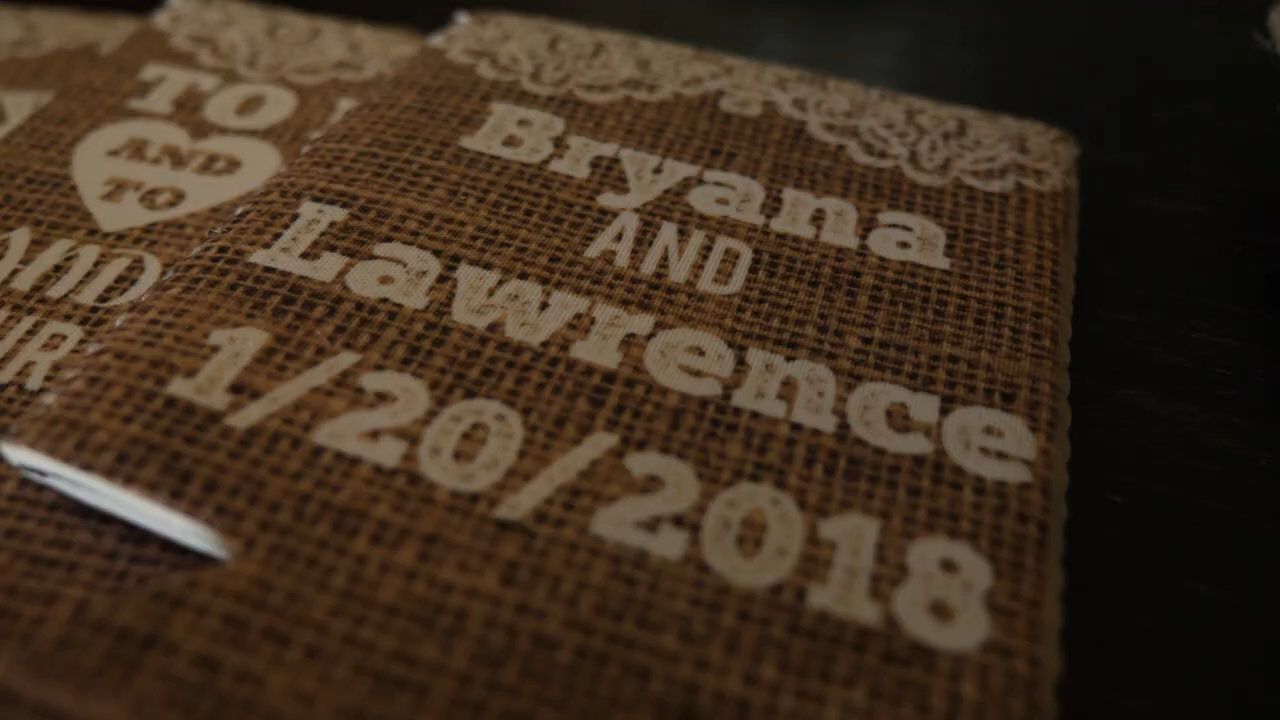 TO
AND
TO
Bryana
AND
Lawrence
1/20/2018